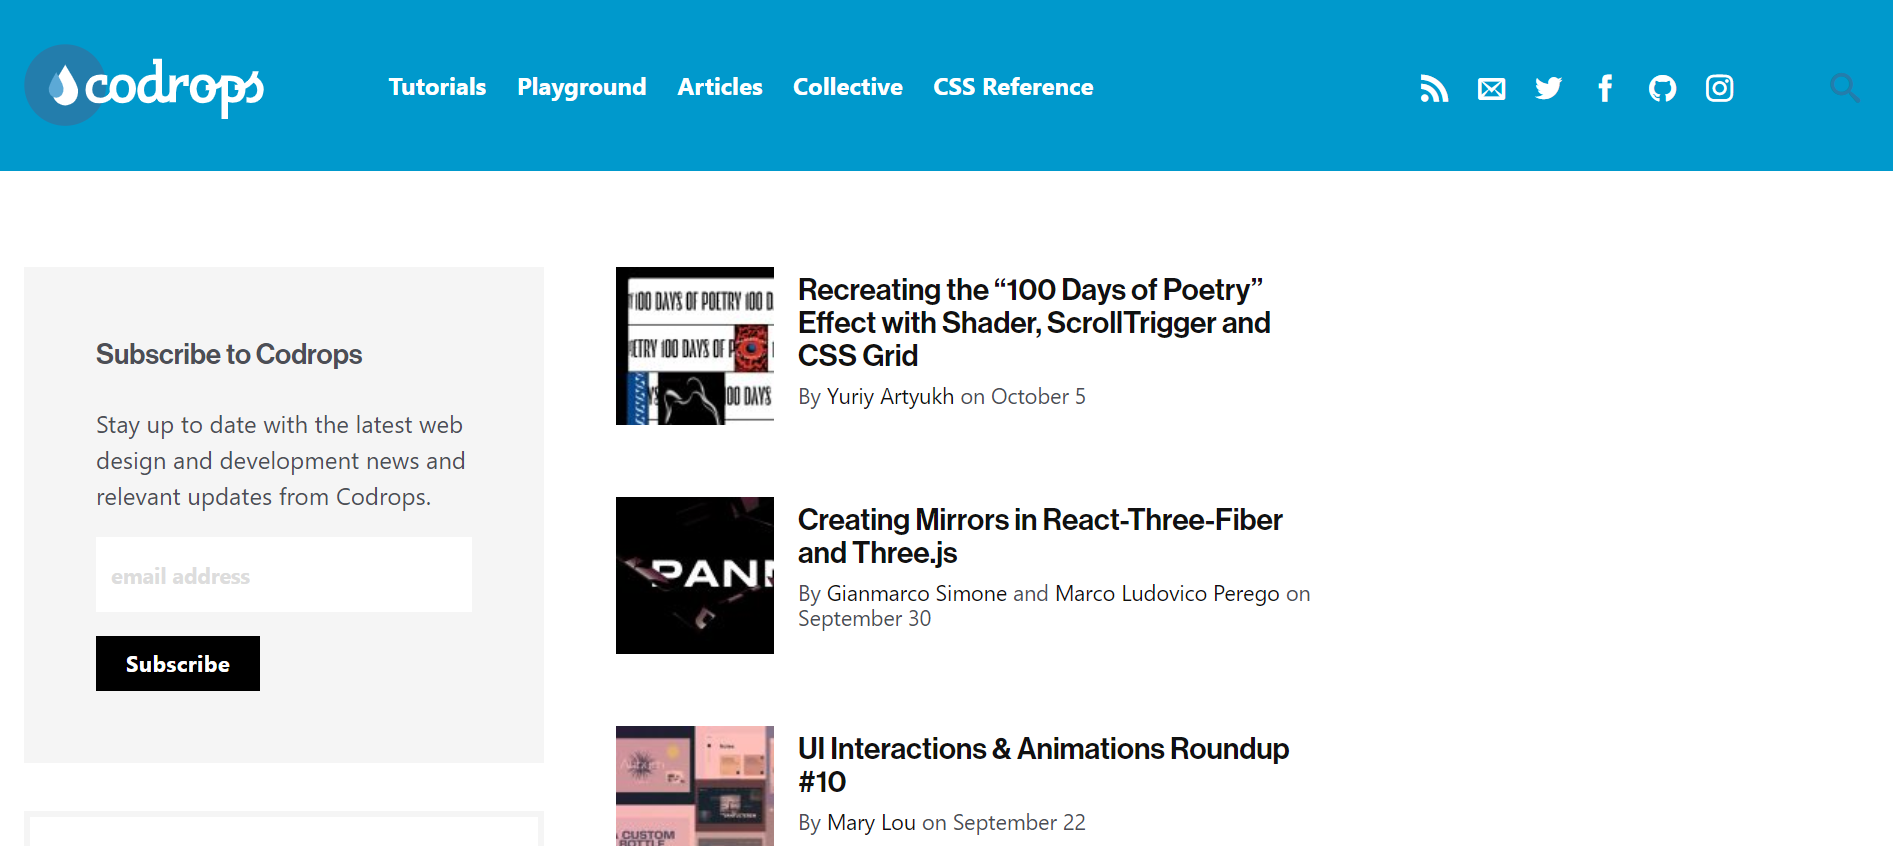 codrops
Tutorials Playground Articles Collective CSS Reference
Subscribe to Codrops
Stay up to date with the latest web
design and development news and
relevant updates from Codrops.
email address
Subscribe
Y 100 DAYS OF POETRY 100 D
ETRY 100 DAYS OF P
YS 00 DAYS
Recreating the “100 Days of Poetry”
Effect with Shader, ScrollTrigger and
CSS Grid
By Yuriy Artyukh on October 5
PANN
Creating Mirrors in React-Three-Fiber
and Three.js
By Gianmarco Simone and Marco Ludovico Perego on
September 30
A CUSTOM
BOTTLE
UI Interactions & Animations Roundup
#10
By Mary Lou on September 22